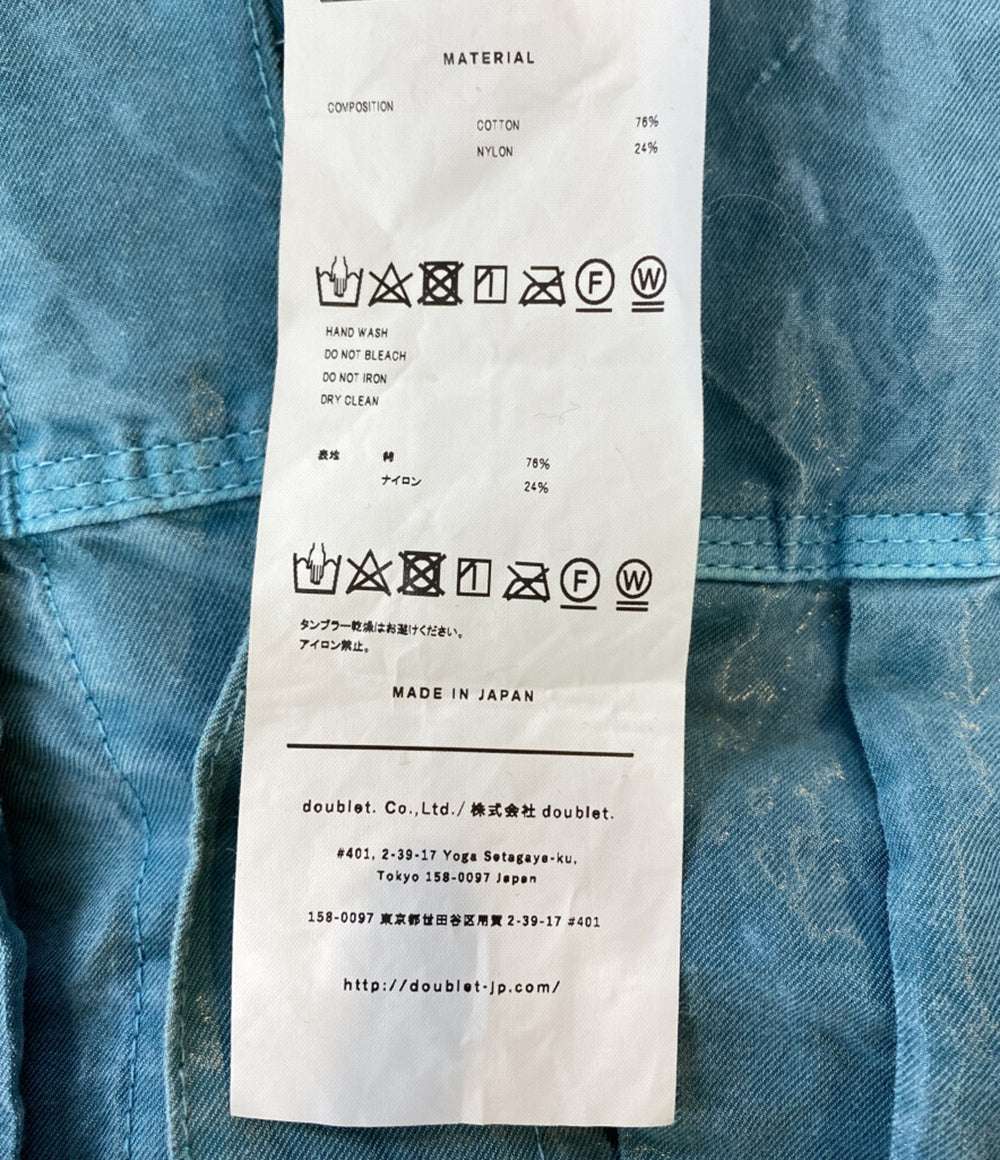 MATERIAL
COMPOSITION
COTTON 76%
NYLON 24%
F W
HAND WASH
DO NOT BLEACH
DO NOT IRON
DRY CLEAN
表地 綿 76%
ナイロン 24%
F W
タンブラー乾燥はお避けください。
アイロン禁止。
MADE IN JAPAN
doublet. Co.,Ltd./ 株式会社 doublet.
#401, 2-39-17 Yoga Setagaya-ku,
Tokyo 158-0097 Japan
158-0097 東京都世田谷区用賀 2-39-17 #401
http://doublet-jp.com/